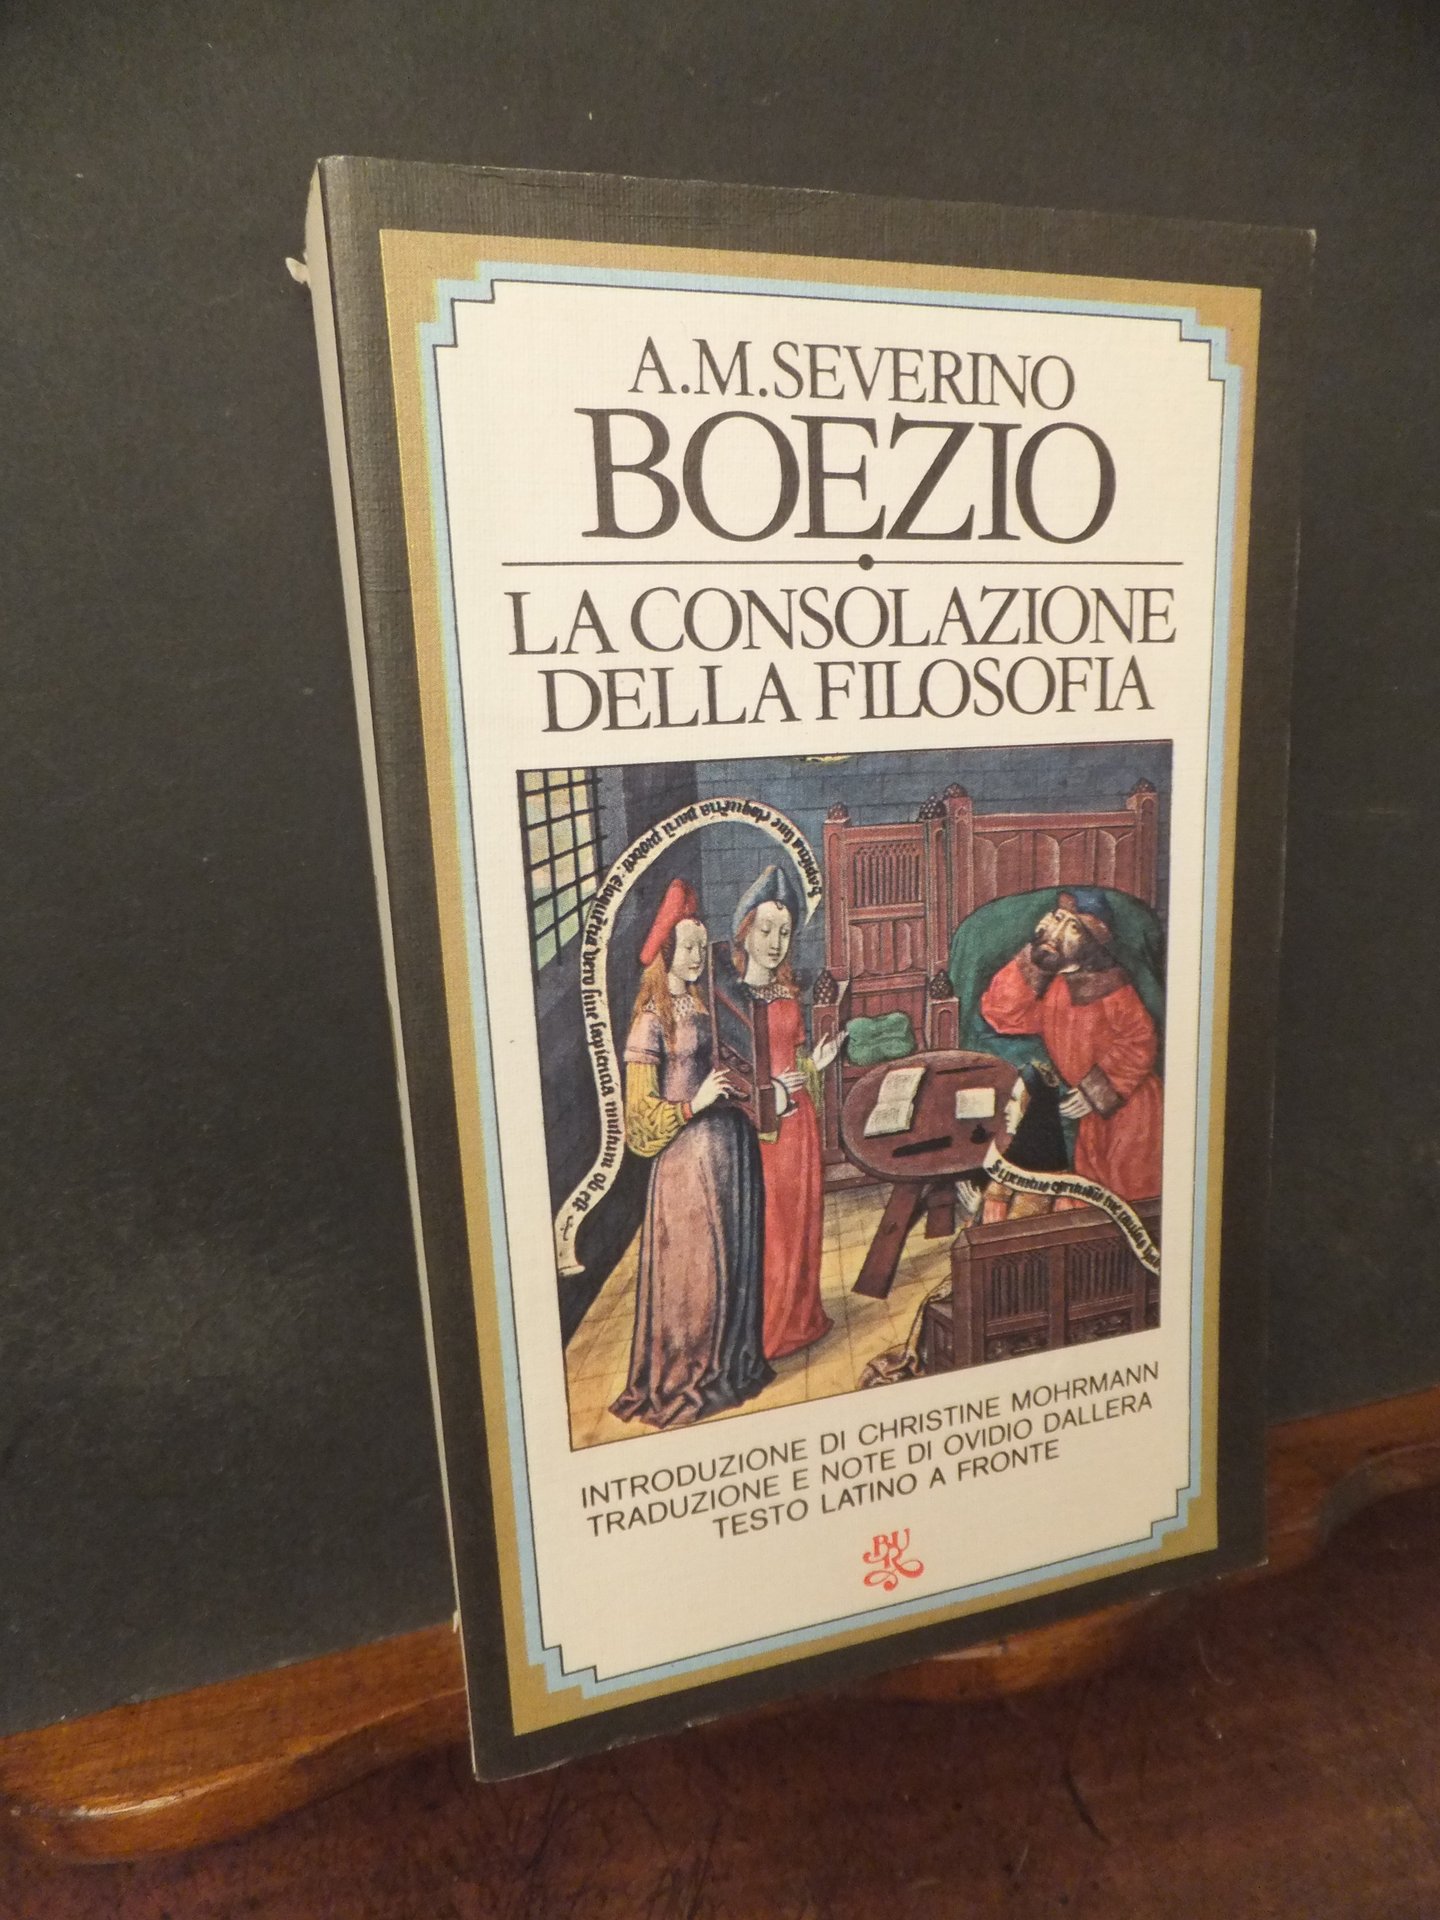 A.M.SEVERINO
BOEZIO
LA CONSOLAZIONE
DELLA FILOSOFIA
INTRODUZIONE DI CHRISTINE MOHRMANN
TRADUZIONE E NOTE DI OVIDIO DALLERA
TESTO LATINO A FRONTE
BUR